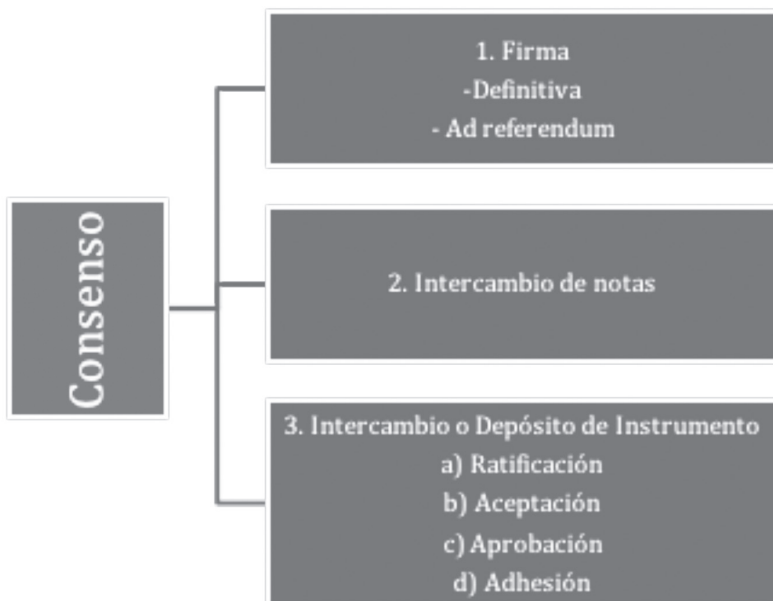 Consenso
1. Firma
-Definitiva
- Ad referendum
2. Intercambio de notas
3. Intercambio o Depósito de Instrumento
a) Ratificación
b) Aceptación
c) Aprobación
d) Adhesión